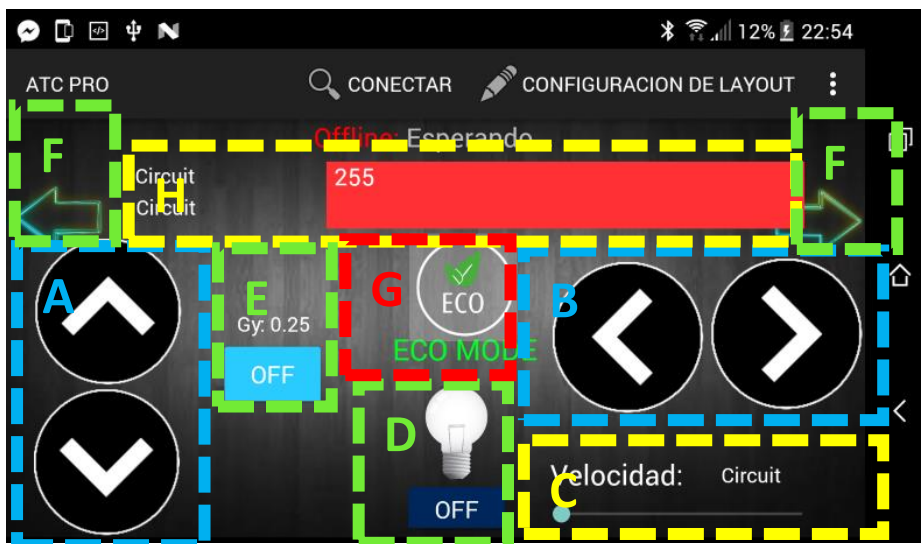 12% 22:54
ATC PRO CONECTAR CONFIGURACION DE LAYOUT
Offline: Esperando
F F
Circuit 255
H
Circuit
A E G B
ECO
Gy: 0.25
ECO MODE
OFF
D
Velocidad: Circuit
C
OFF